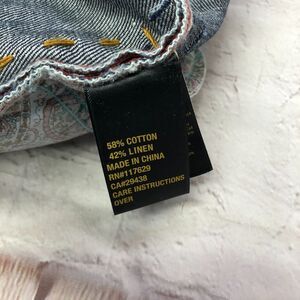 58% COTTON
42% LINEN
MADE IN CHINA
RN#117629
CA#29438
CARE INSTRUCTIONS
OVER